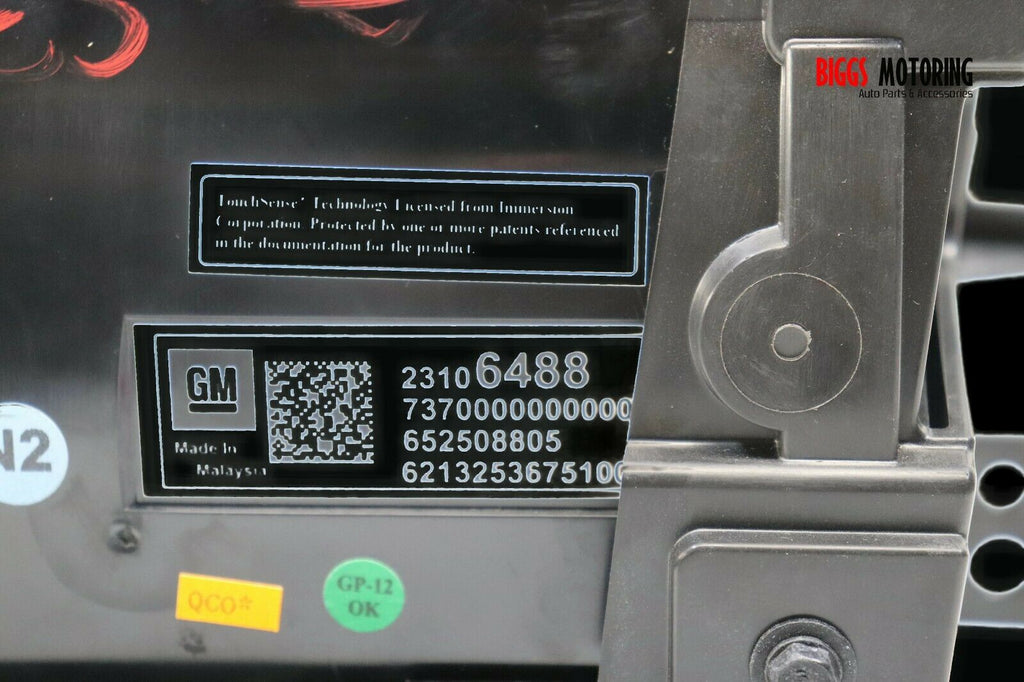 BIGGS MOTORING
Auto Parts & Accessories
TouchSense® Technology Licensed from Immersion
Corporation. Protected by one or more patents referenced
in the documentation for the product.
GM
23106488
7370000000000
652508805
Made In
Malaysia
6213253675100
N2
QCO*
GP-12
OK